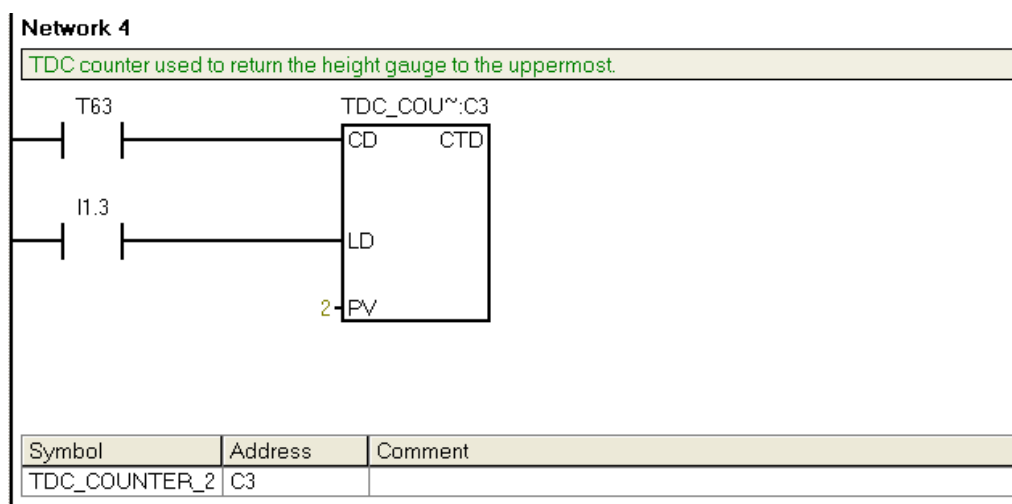 Network 4
TDC counter used to return the height gauge to the uppermost.
T63 TDC_COU~:C3
CD CTD
I1.3
LD
2 PV
Symbol Address Comment
TDC_COUNTER_2 C3